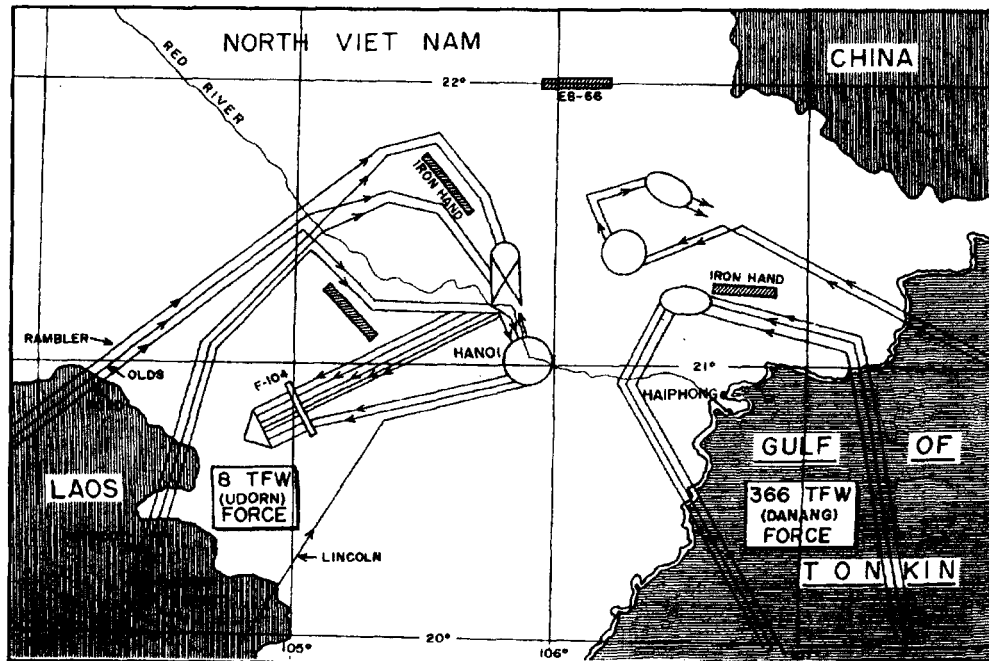 NORTH VIET NAM
CHINA
RED RIVER
22°
EB-66
IRON HAND
IRON HAND
RAMBLER
OLDS
HANOI
21°
F-104
HAIPHONG
LAOS
8 TFW
(UDORN)
FORCE
GULF OF
366 TFW
(DANANG)
FORCE
LINCOLN
TONKIN
20°
105°
106°